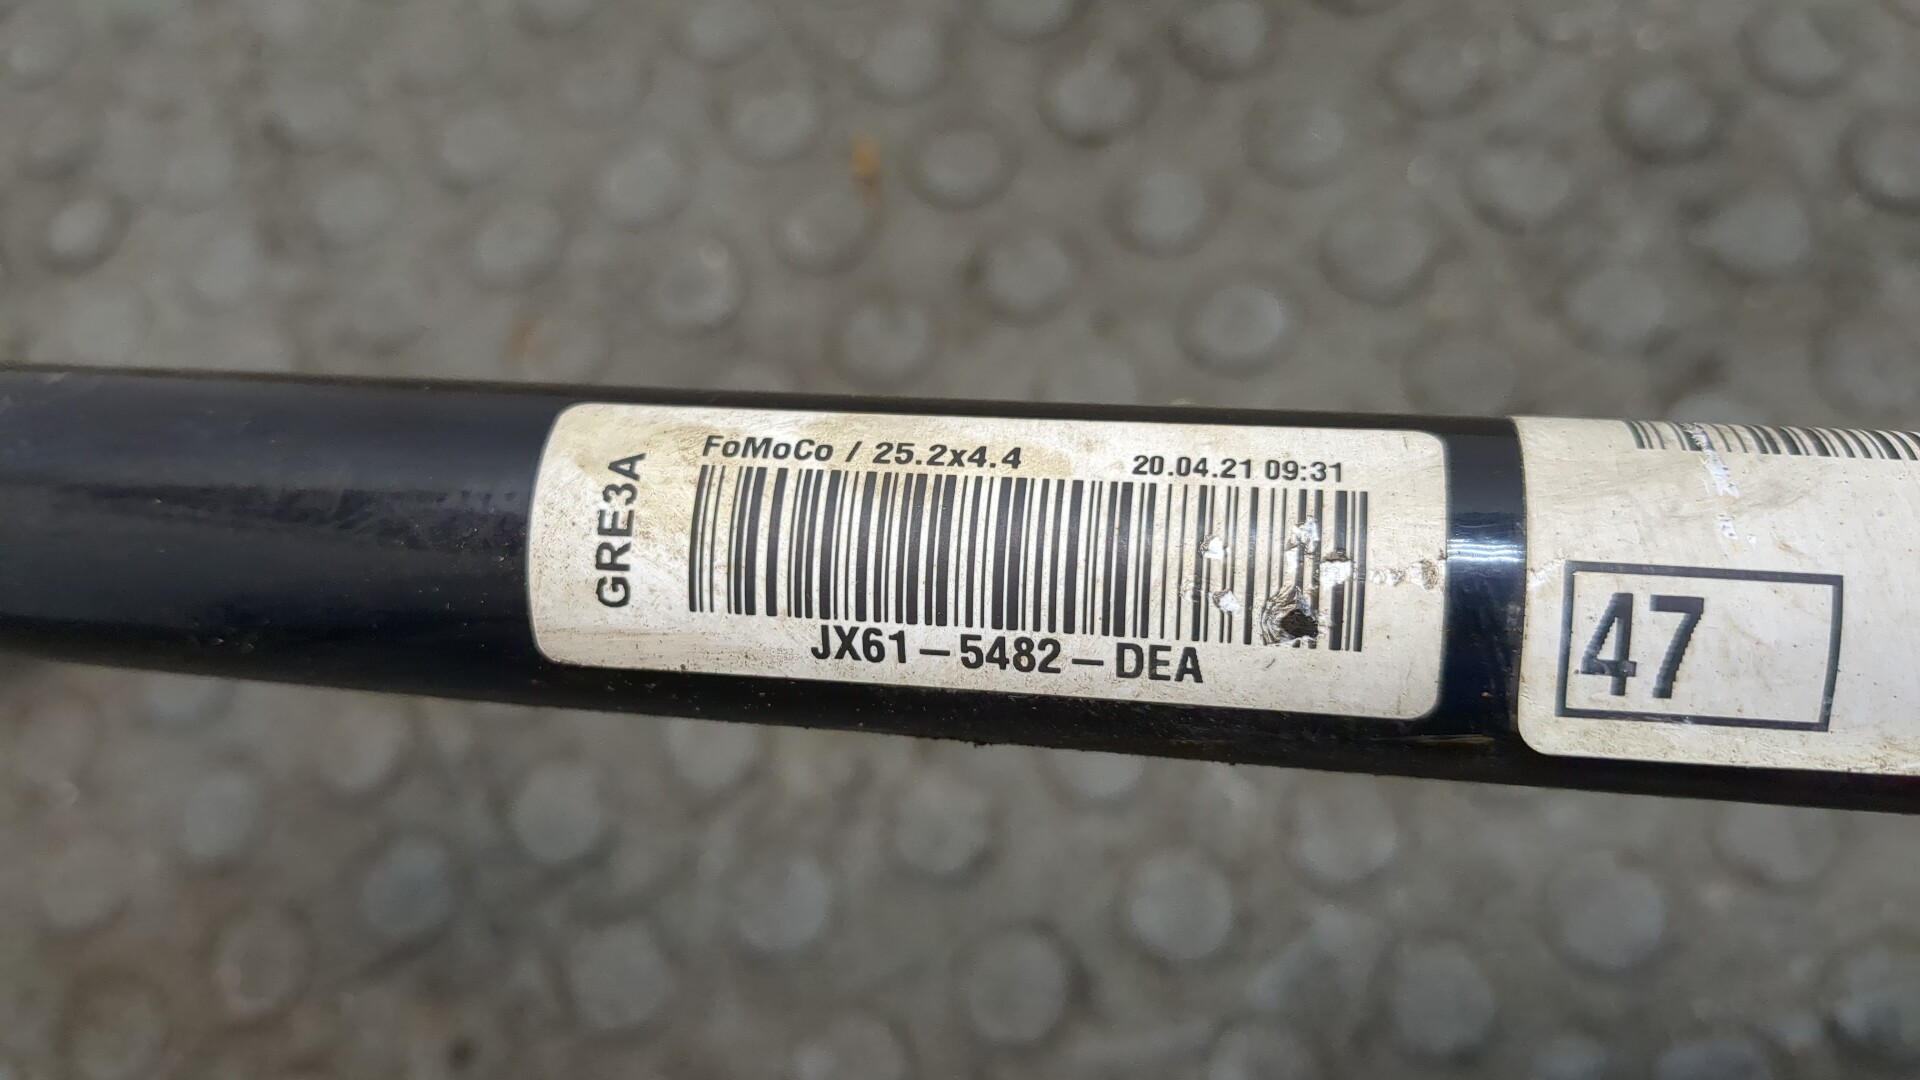 FoMoCo / 25.2x4.4
20.04.21 09:31
GRE3A
JX61-5482-DEA
47